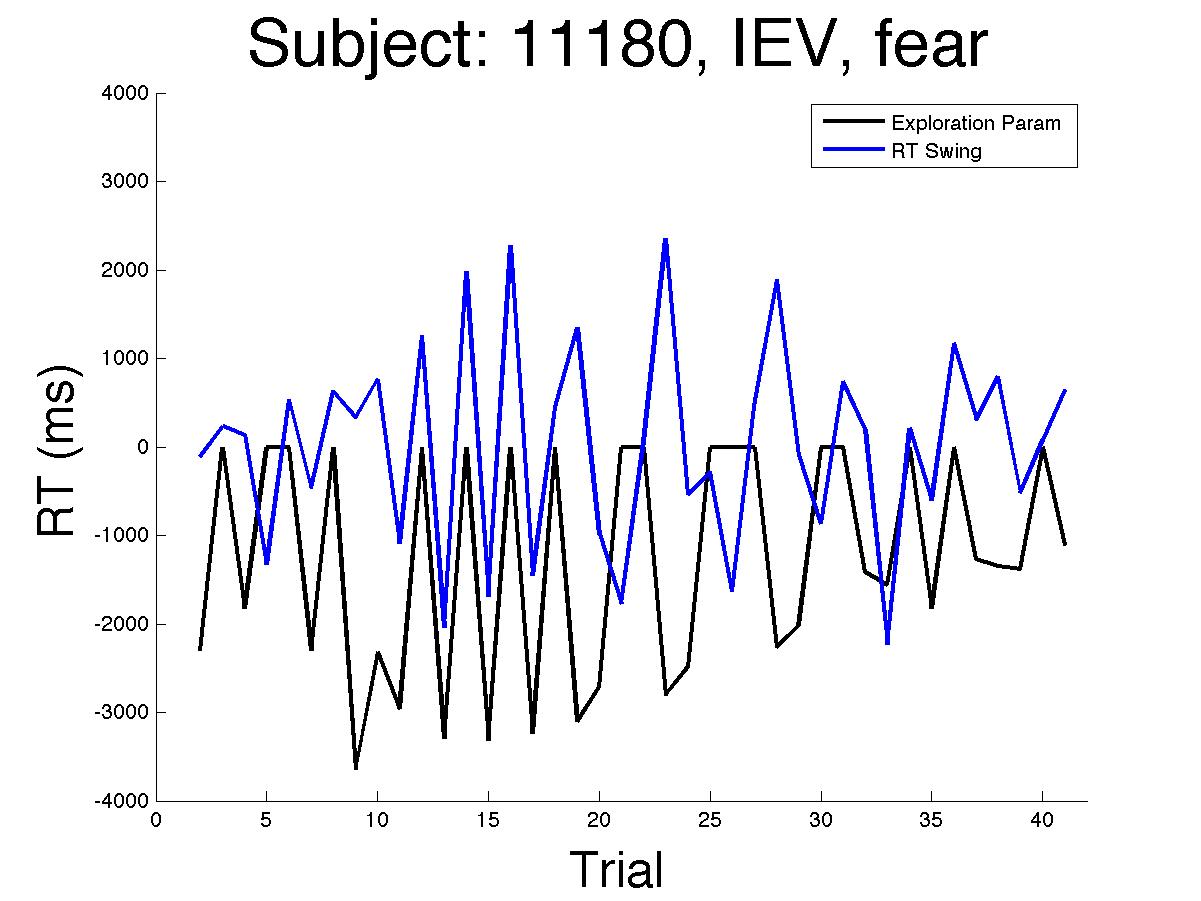 Subject: 11180, IEV, fear
4000
3000
2000
1000
0
-1000
-2000
-3000
-4000
RT (ms)
Exploration Param
RT Swing
0 5 10 15 20 25 30 35 40
Trial